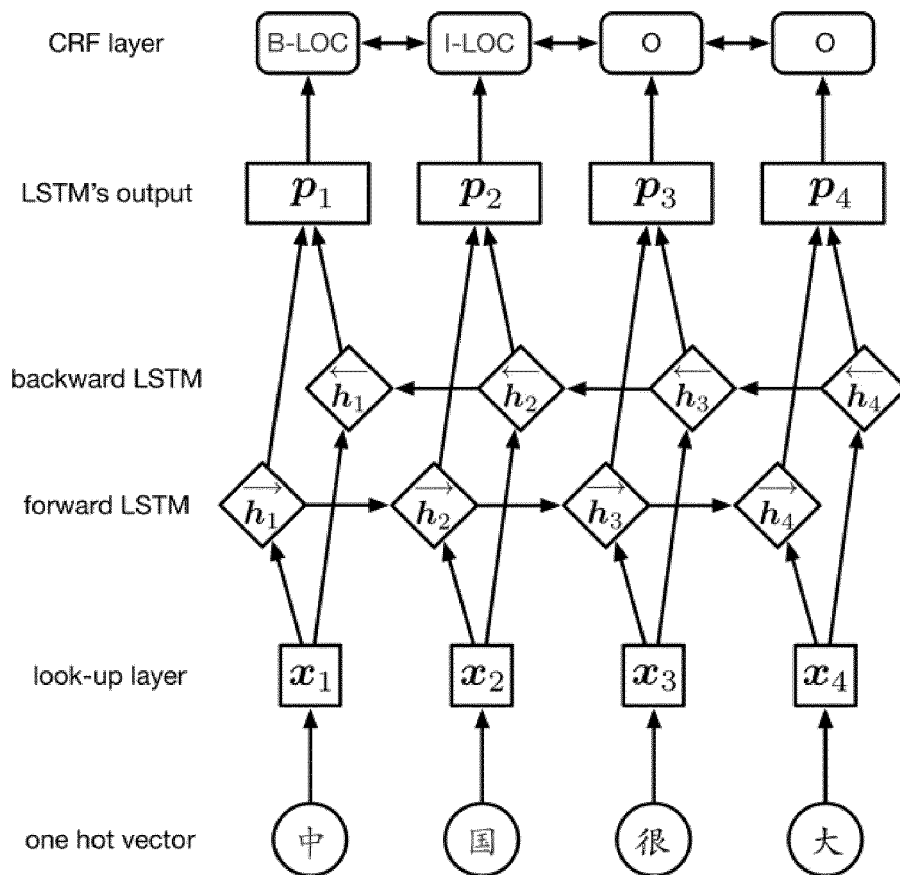 CRF layer B-LOC I-LOC O O
LSTM's output p1 p2 p3 p4
backward LSTM h1 h2 h3 h4
forward LSTM h1 h2 h3 h4
look-up layer x1 x2 x3 x4
one hot vector 中 国 很 大